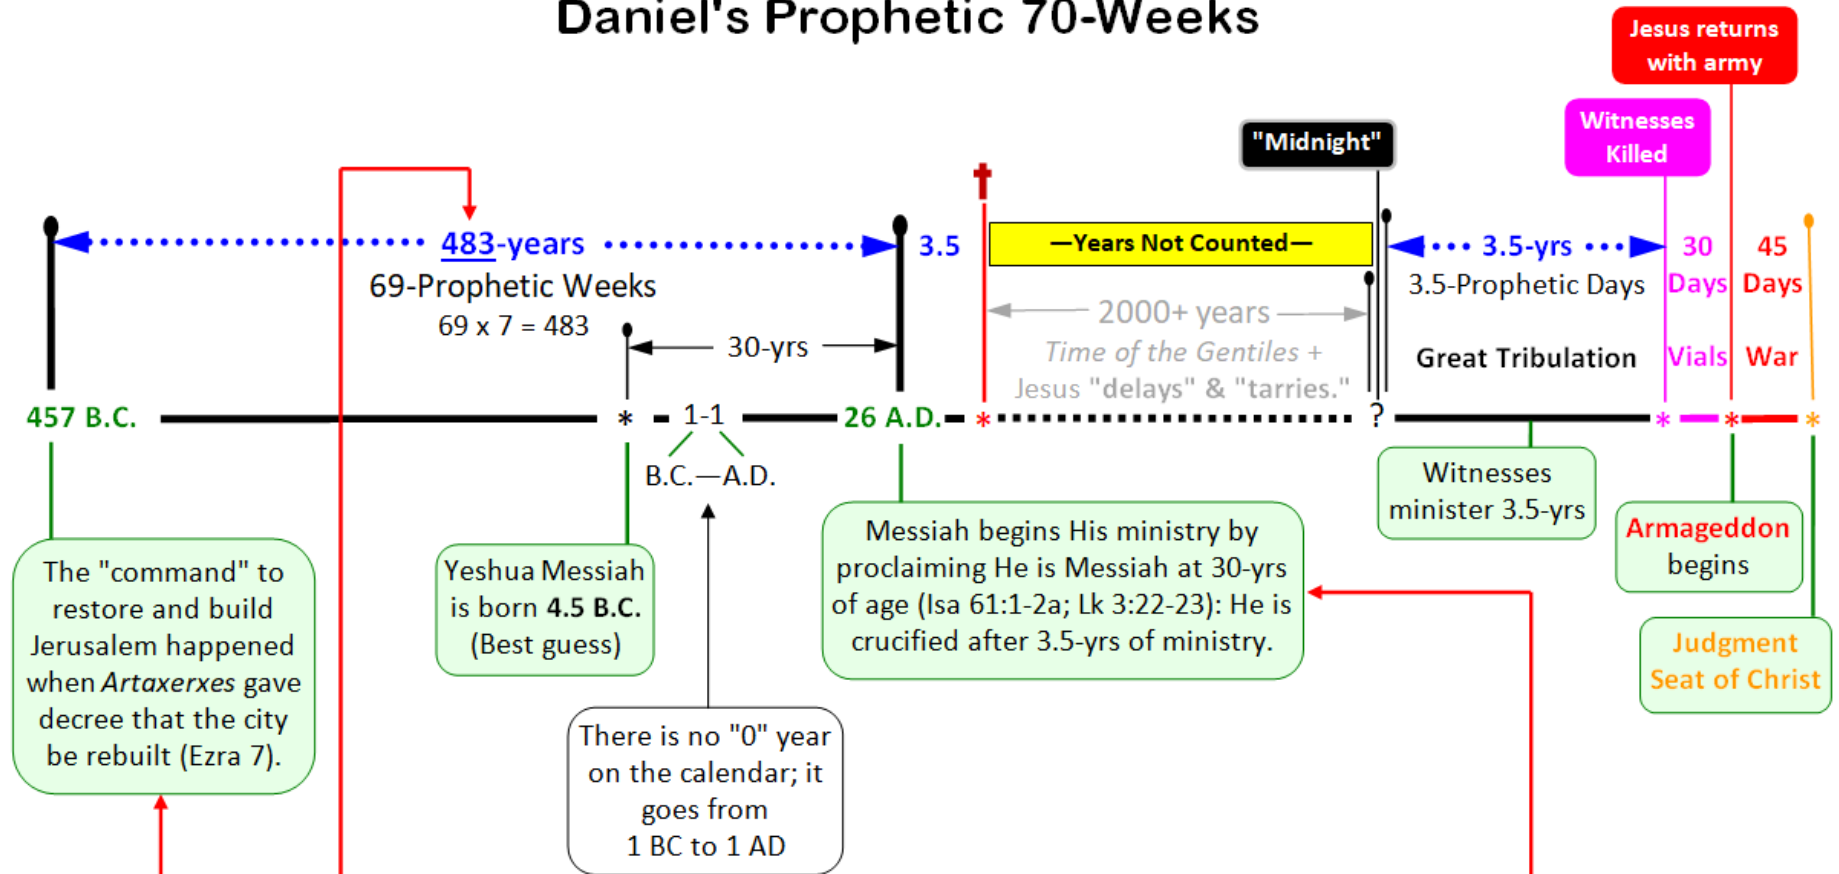 Daniel's Prophetic 70-Weeks
Jesus returns
with army
Witnesses
Killed
"Midnight"
483-years
69-Prophetic Weeks
69 x 7 = 483
30-yrs
3.5
—Years Not Counted—
2000+ years
Time of the Gentiles +
Jesus "delays" & "tarries."
3.5-yrs
3.5-Prophetic Days
Great Tribulation
30
Days
Vials
45
Days
War
457 B.C.
*
1-1
B.C.—A.D.
26 A.D.
*
?
*
*
*
The "command" to
restore and build
Jerusalem happened
when Artaxerxes gave
decree that the city
be rebuilt (Ezra 7).
Yeshua Messiah
is born 4.5 B.C.
(Best guess)
There is no "0" year
on the calendar; it
goes from
1 BC to 1 AD
Messiah begins His ministry by
proclaiming He is Messiah at 30-yrs
of age (Isa 61:1-2a; Lk 3:22-23): He is
crucified after 3.5-yrs of ministry.
Witnesses
minister 3.5-yrs
Armageddon
begins
Judgment
Seat of Christ